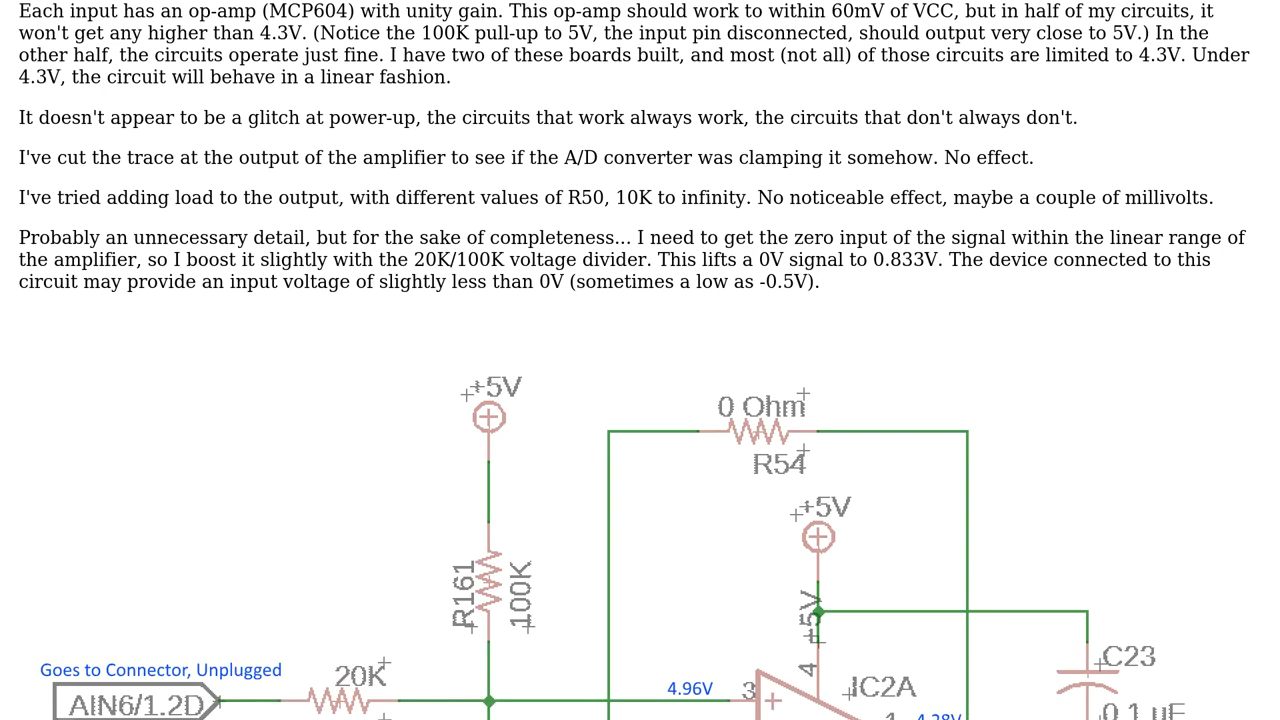 Each input has an op-amp (MCP604) with unity gain. This op-amp should work to within 60mV of VCC, but in half of my circuits, it
won't get any higher than 4.3V. (Notice the 100K pull-up to 5V, the input pin disconnected, should output very close to 5V.) In the
other half, the circuits operate just fine. I have two of these boards built, and most (not all) of those circuits are limited to 4.3V. Under
4.3V, the circuit will behave in a linear fashion.
It doesn't appear to be a glitch at power-up, the circuits that work always work, the circuits that don't always don't.
I've cut the trace at the output of the amplifier to see if the A/D converter was clamping it somehow. No effect.
I've tried adding load to the output, with different values of R50, 10K to infinity. No noticeable effect, maybe a couple of millivolts.
Probably an unnecessary detail, but for the sake of completeness... I need to get the zero input of the signal within the linear range of
the amplifier, so I boost it slightly with the 20K/100K voltage divider. This lifts a 0V signal to 0.833V. The device connected to this
circuit may provide an input voltage of slightly less than 0V (sometimes a low as -0.5V).
+5V
0 Ohm
R54
+5V
R161
100K
+5V
4
C23
Goes to Connector, Unplugged
20K
4.96V
3
IC2A
AIN6/1.2D
+
1
4.28V
0.1 uF